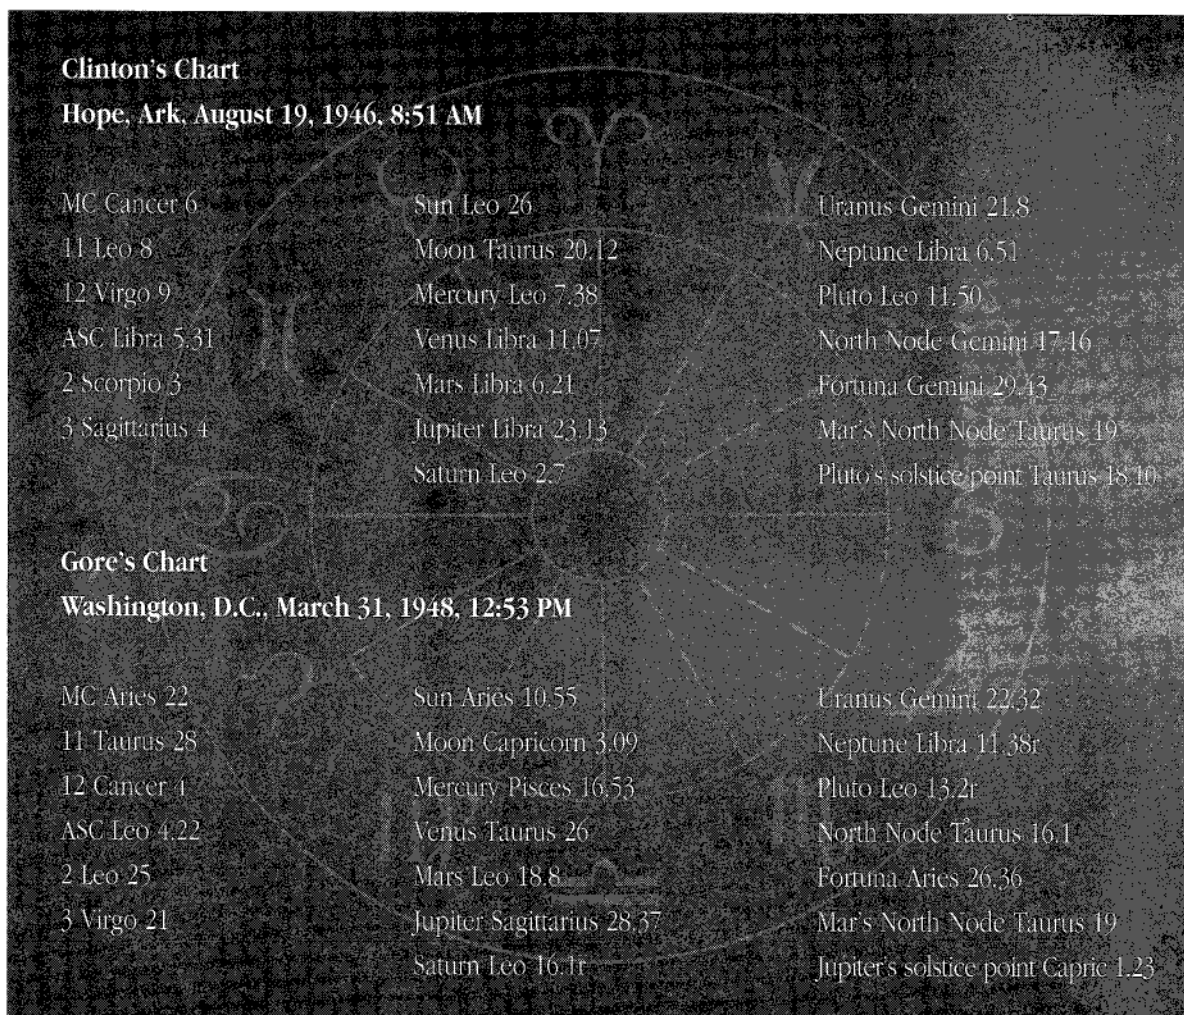 Clinton's Chart
Hope, Ark, August 19, 1946, 8:51 AM
MC Cancer 6
11 Leo 8
12 Virgo 9
ASC Libra 5.31
2 Scorpio 3
3 Sagittarius 4
Sun Leo 26
Moon Taurus 20.12
Mercury Leo 7.38
Venus Libra 11.07
Mars Libra 6.21
Jupiter Libra 23.13
Saturn Leo 2.7
Uranus Gemini 21.8
Neptune Libra 6.51
Pluto Leo 11.50
North Node Gemini 17.16
Fortuna Gemini 29.43
Mar's North Node Taurus 19
Pluto's solstice point Taurus 18.10
Gore's Chart
Washington, D.C., March 31, 1948, 12:53 PM
MC Aries 22
11 Taurus 28
12 Cancer 4
ASC Leo 4.22
2 Leo 25
3 Virgo 21
Sun Aries 10.55
Moon Capricorn 3.09
Mercury Pisces 16.53
Venus Taurus 26
Mars Leo 18.8
Jupiter Sagittarius 28.37
Saturn Leo 16.1r
Uranus Gemini 22.32
Neptune Libra 11.38r
Pluto Leo 13.2r
North Node Taurus 16.1
Fortuna Aries 26.36
Mar's North Node Taurus 19
Jupiter's solstice point Capric 1.23